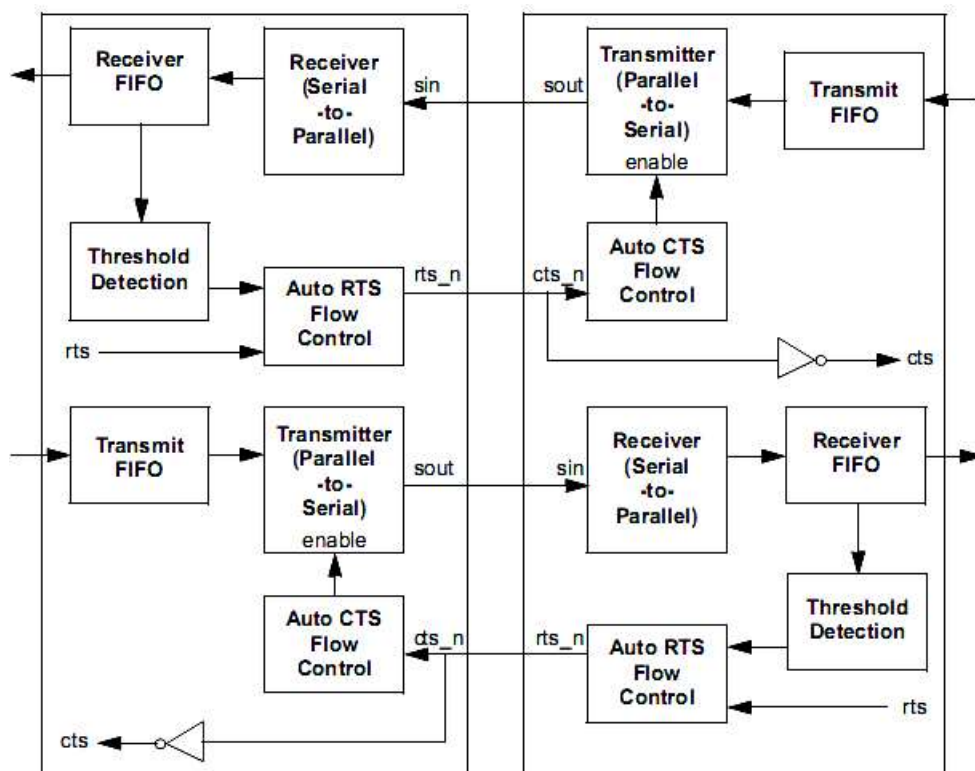 Receiver
FIFO
Receiver
(Serial
-to-
Parallel)
sin
sout
Transmitter
(Parallel
-to-
Serial)
enable
Transmit
FIFO
Threshold
Detection
Auto RTS
Flow
Control
rts_n
cts_n
Auto CTS
Flow
Control
rts
cts
Transmit
FIFO
Transmitter
(Parallel
-to-
Serial)
enable
sout
sin
Receiver
(Serial
-to-
Parallel)
Receiver
FIFO
Auto CTS
Flow
Control
cts_n
rts_n
Auto RTS
Flow
Control
Threshold
Detection
rts
cts